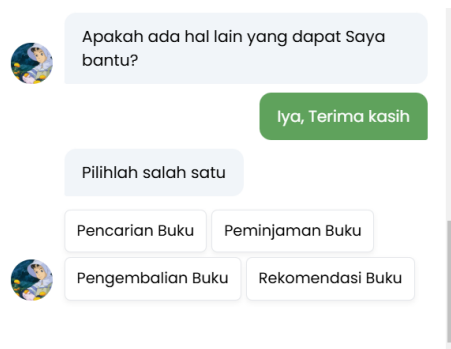 Apakah ada hal lain yang dapat Saya
bantu?
Iya, Terima kasih
Pilihlah salah satu
Pencarian Buku
Peminjaman Buku
Pengembalian Buku
Rekomendasi Buku